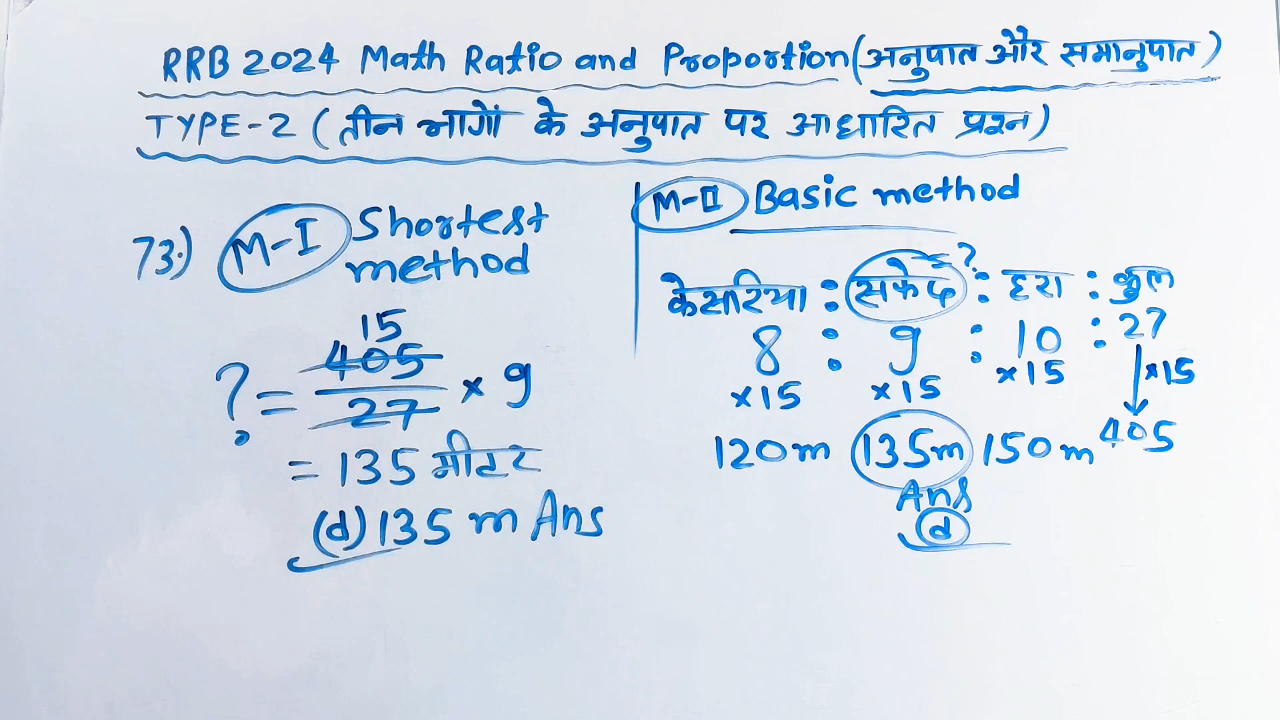 RRB 2024 Math Ratio and Proportion (अनुपात और समानुपात)
TYPE-2 (तीन भागों के अनुपात पर आधारित प्रश्न)
73.) M-I Shortest method
15
? = 405/27 × 9
= 135 मीटर
(d) 135 m Ans
M-II Basic method
केसरिया : सफेद ? : हरा : कुल
8 : 9 : 10 : 27
×15 ×15 ×15 ×15
120m 135m 150m 405
Ans
d